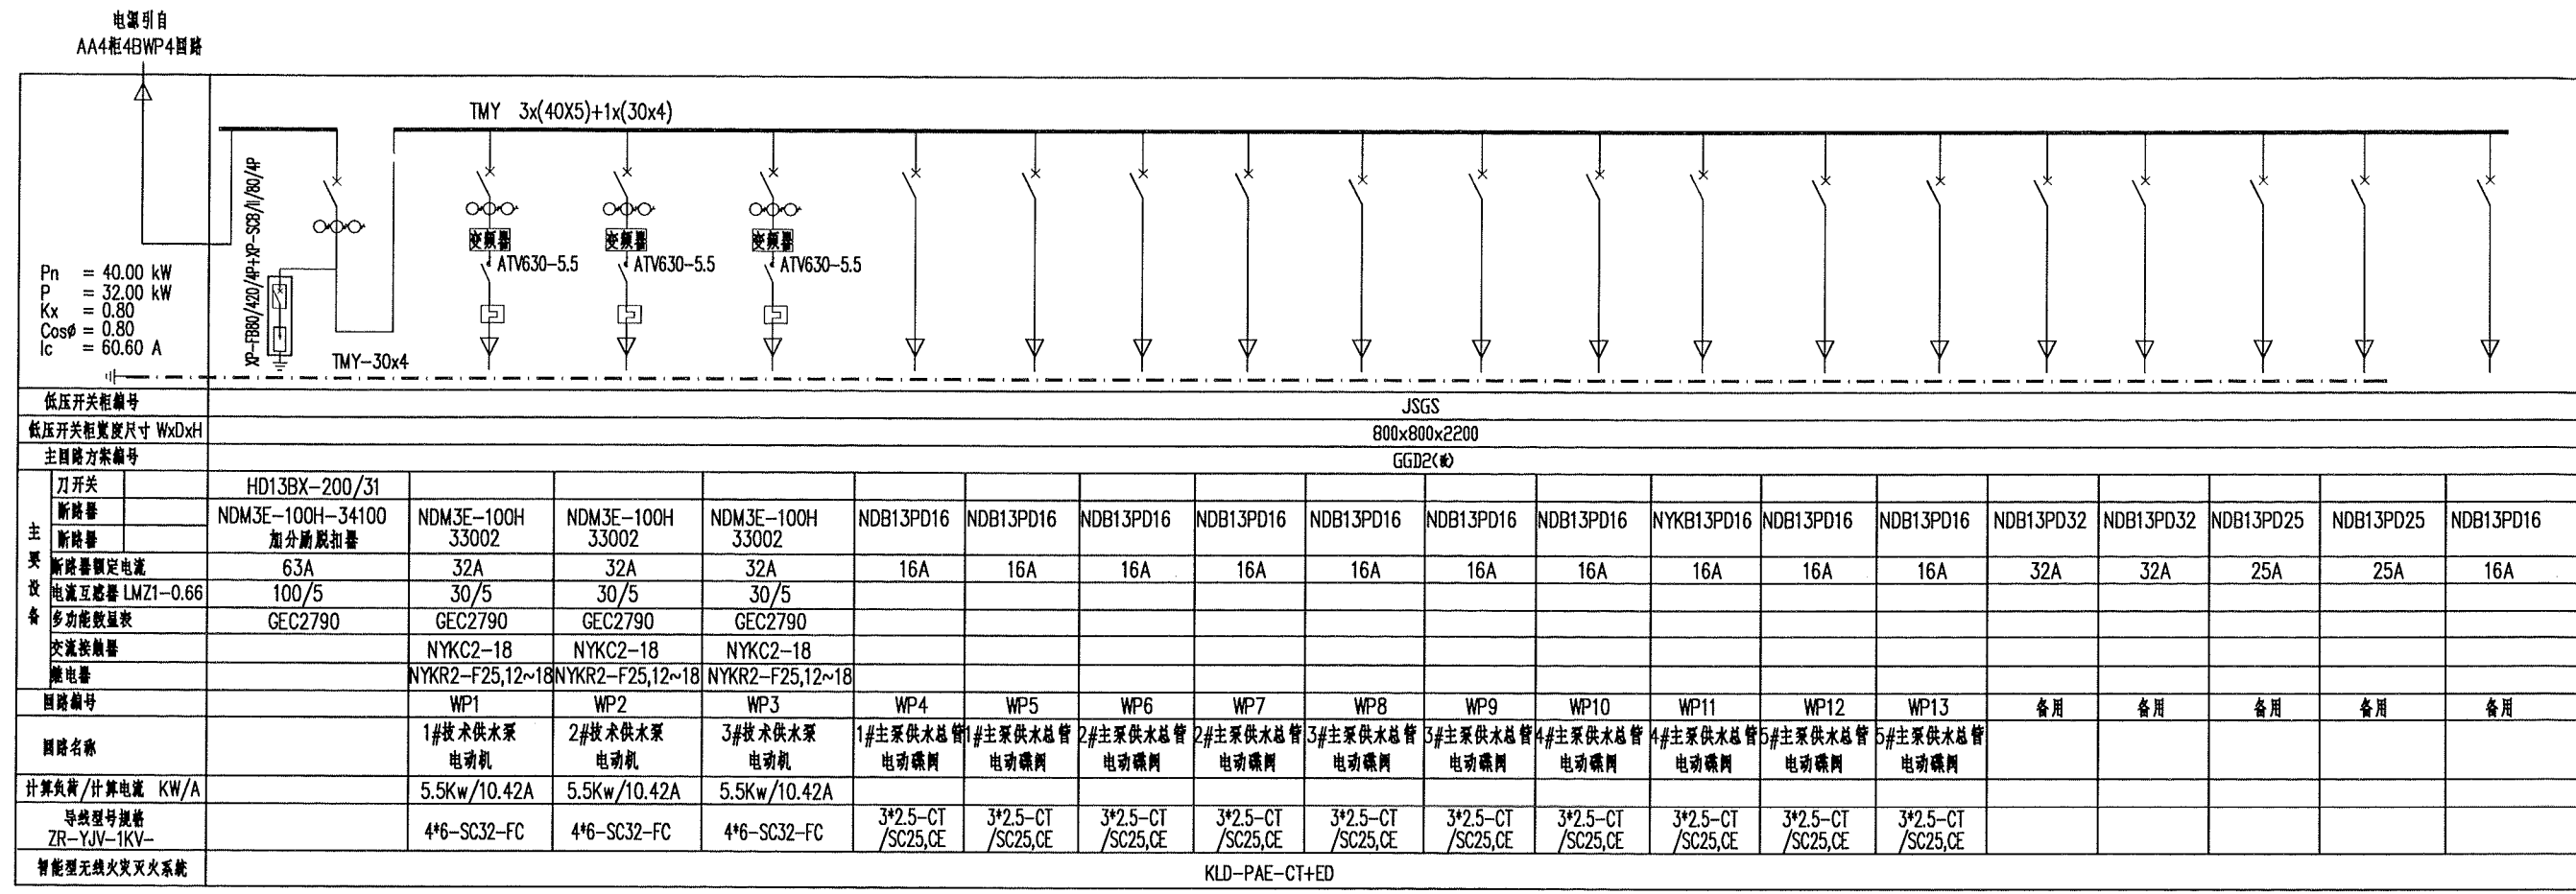 电源引自
AA4柜4BWP4回路
TMY 3x(40X5)+1x(30x4)
XP-FB80/420/4P+XP-SCB/II/80/4P
变频器 变频器 变频器
ATV630-5.5 ATV630-5.5 ATV630-5.5
Pn = 40.00 kW
P = 32.00 kW
Kx = 0.80
Cosø = 0.80
Ic = 60.60 A
TMY-30x4
低压开关柜编号 JSGS
低压开关柜宽度尺寸 WxDxH 800x800x2200
主回路方案编号 GGD2(改)
主要设备
刀开关 HD13BX-200/31
断路器 NDM3E-100H-34100 NDM3E-100H NDM3E-100H NDM3E-100H NDB13PD16 NDB13PD16 NDB13PD16 NDB13PD16 NDB13PD16 NDB13PD16 NDB13PD16 NYKB13PD16 NDB13PD16 NDB13PD16 NDB13PD32 NDB13PD32 NDB13PD25 NDB13PD25 NDB13PD16
断路器 加分励脱扣器 33002 33002 33002
断路器额定电流 63A 32A 32A 32A 16A 16A 16A 16A 16A 16A 16A 16A 16A 16A 32A 32A 25A 25A 16A
电流互感器 LMZ1-0.66 100/5 30/5 30/5 30/5
多功能数显表 GEC2790 GEC2790 GEC2790 GEC2790
交流接触器 NYKC2-18 NYKC2-18 NYKC2-18
继电器 NYKR2-F25,12~18 NYKR2-F25,12~18 NYKR2-F25,12~18
回路编号 WP1 WP2 WP3 WP4 WP5 WP6 WP7 WP8 WP9 WP10 WP11 WP12 WP13 备用 备用 备用 备用 备用
回路名称
1#技术供水泵 2#技术供水泵 3#技术供水泵 1#主泵供水总管 1#主泵供水总管 2#主泵供水总管 2#主泵供水总管 3#主泵供水总管 3#主泵供水总管 4#主泵供水总管 4#主泵供水总管 5#主泵供水总管 5#主泵供水总管
电动机 电动机 电动机 电动碟阀 电动碟阀 电动碟阀 电动碟阀 电动碟阀 电动碟阀 电动碟阀 电动碟阀 电动碟阀 电动碟阀
计算负荷/计算电流 KW/A 5.5Kw/10.42A 5.5Kw/10.42A 5.5Kw/10.42A
导线型号规格 4*6-SC32-FC 4*6-SC32-FC 4*6-SC32-FC 3*2.5-CT 3*2.5-CT 3*2.5-CT 3*2.5-CT 3*2.5-CT 3*2.5-CT 3*2.5-CT 3*2.5-CT 3*2.5-CT 3*2.5-CT
ZR-YJV-1KV- /SC25,CE /SC25,CE /SC25,CE /SC25,CE /SC25,CE /SC25,CE /SC25,CE /SC25,CE /SC25,CE /SC25,CE
智能型无线火灾灭火系统 KLD-PAE-CT+ED